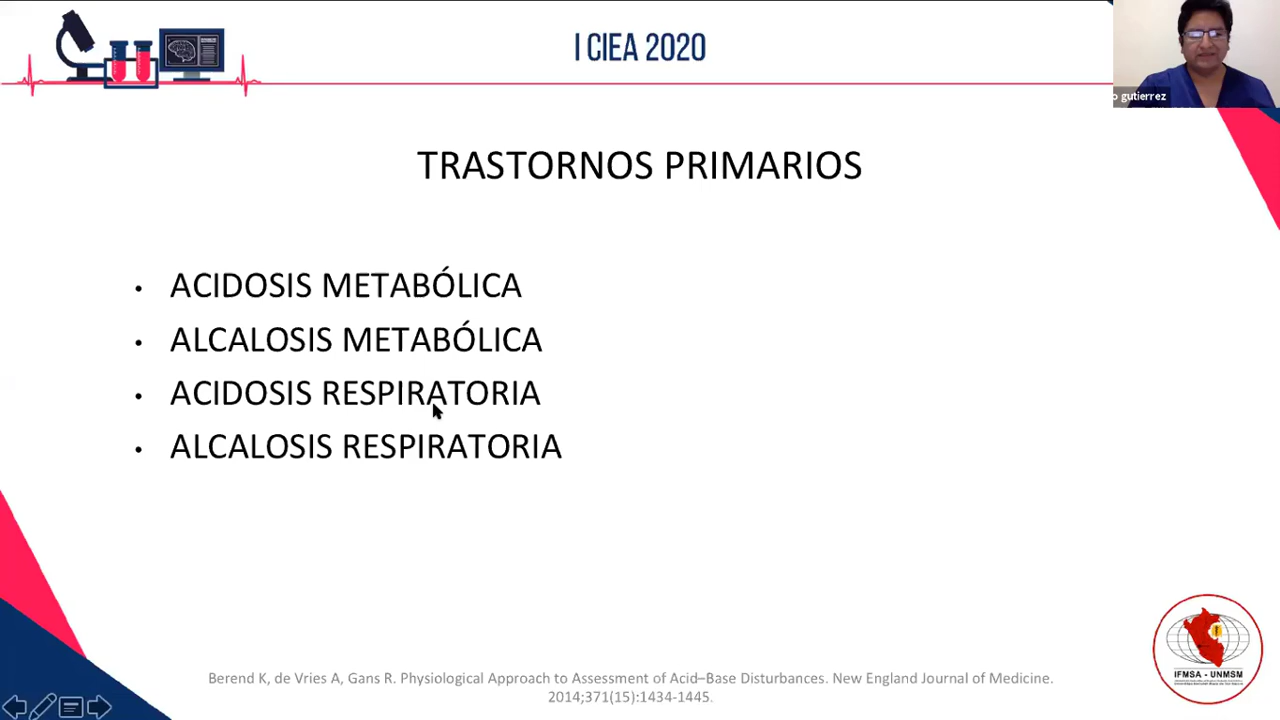 I CIEA 2020
o gutierrez
TRASTORNOS PRIMARIOS
• ACIDOSIS METABÓLICA
• ALCALOSIS METABÓLICA
• ACIDOSIS RESPIRATORIA
• ALCALOSIS RESPIRATORIA
Berend K, de Vries A, Gans R. Physiological Approach to Assessment of Acid–Base Disturbances. New England Journal of Medicine.
2014;371(15):1434-1445.
IFMSA - UNMSM